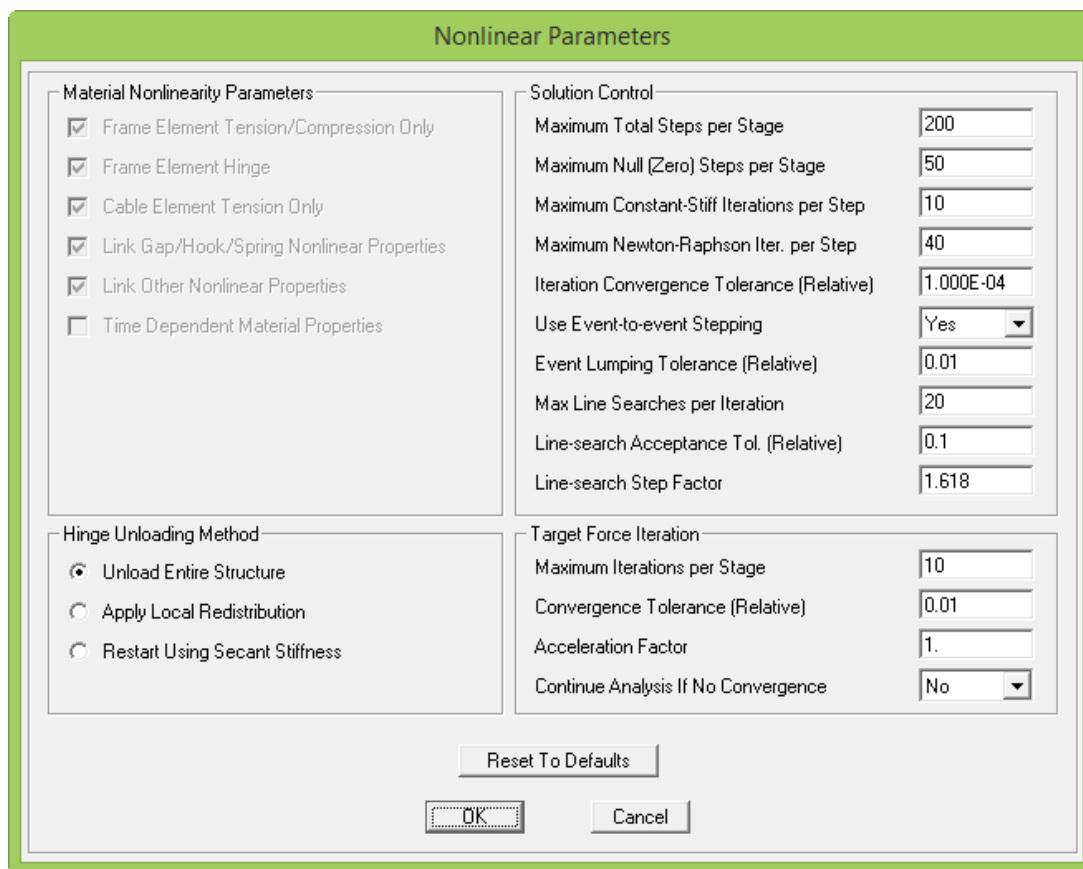 Nonlinear Parameters
Material Nonlinearity Parameters
Frame Element Tension/Compression Only
Frame Element Hinge
Cable Element Tension Only
Link Gap/Hook/Spring Nonlinear Properties
Link Other Nonlinear Properties
Time Dependent Material Properties
Solution Control
Maximum Total Steps per Stage 200
Maximum Null (Zero) Steps per Stage 50
Maximum Constant-Stiff Iterations per Step 10
Maximum Newton-Raphson Iter. per Step 40
Iteration Convergence Tolerance (Relative) 1.000E-04
Use Event-to-event Stepping Yes
Event Lumping Tolerance (Relative) 0.01
Max Line Searches per Iteration 20
Line-search Acceptance Tol. (Relative) 0.1
Line-search Step Factor 1.618
Hinge Unloading Method
Unload Entire Structure
Apply Local Redistribution
Restart Using Secant Stiffness
Target Force Iteration
Maximum Iterations per Stage 10
Convergence Tolerance (Relative) 0.01
Acceleration Factor 1.
Continue Analysis If No Convergence No
Reset To Defaults
OK Cancel